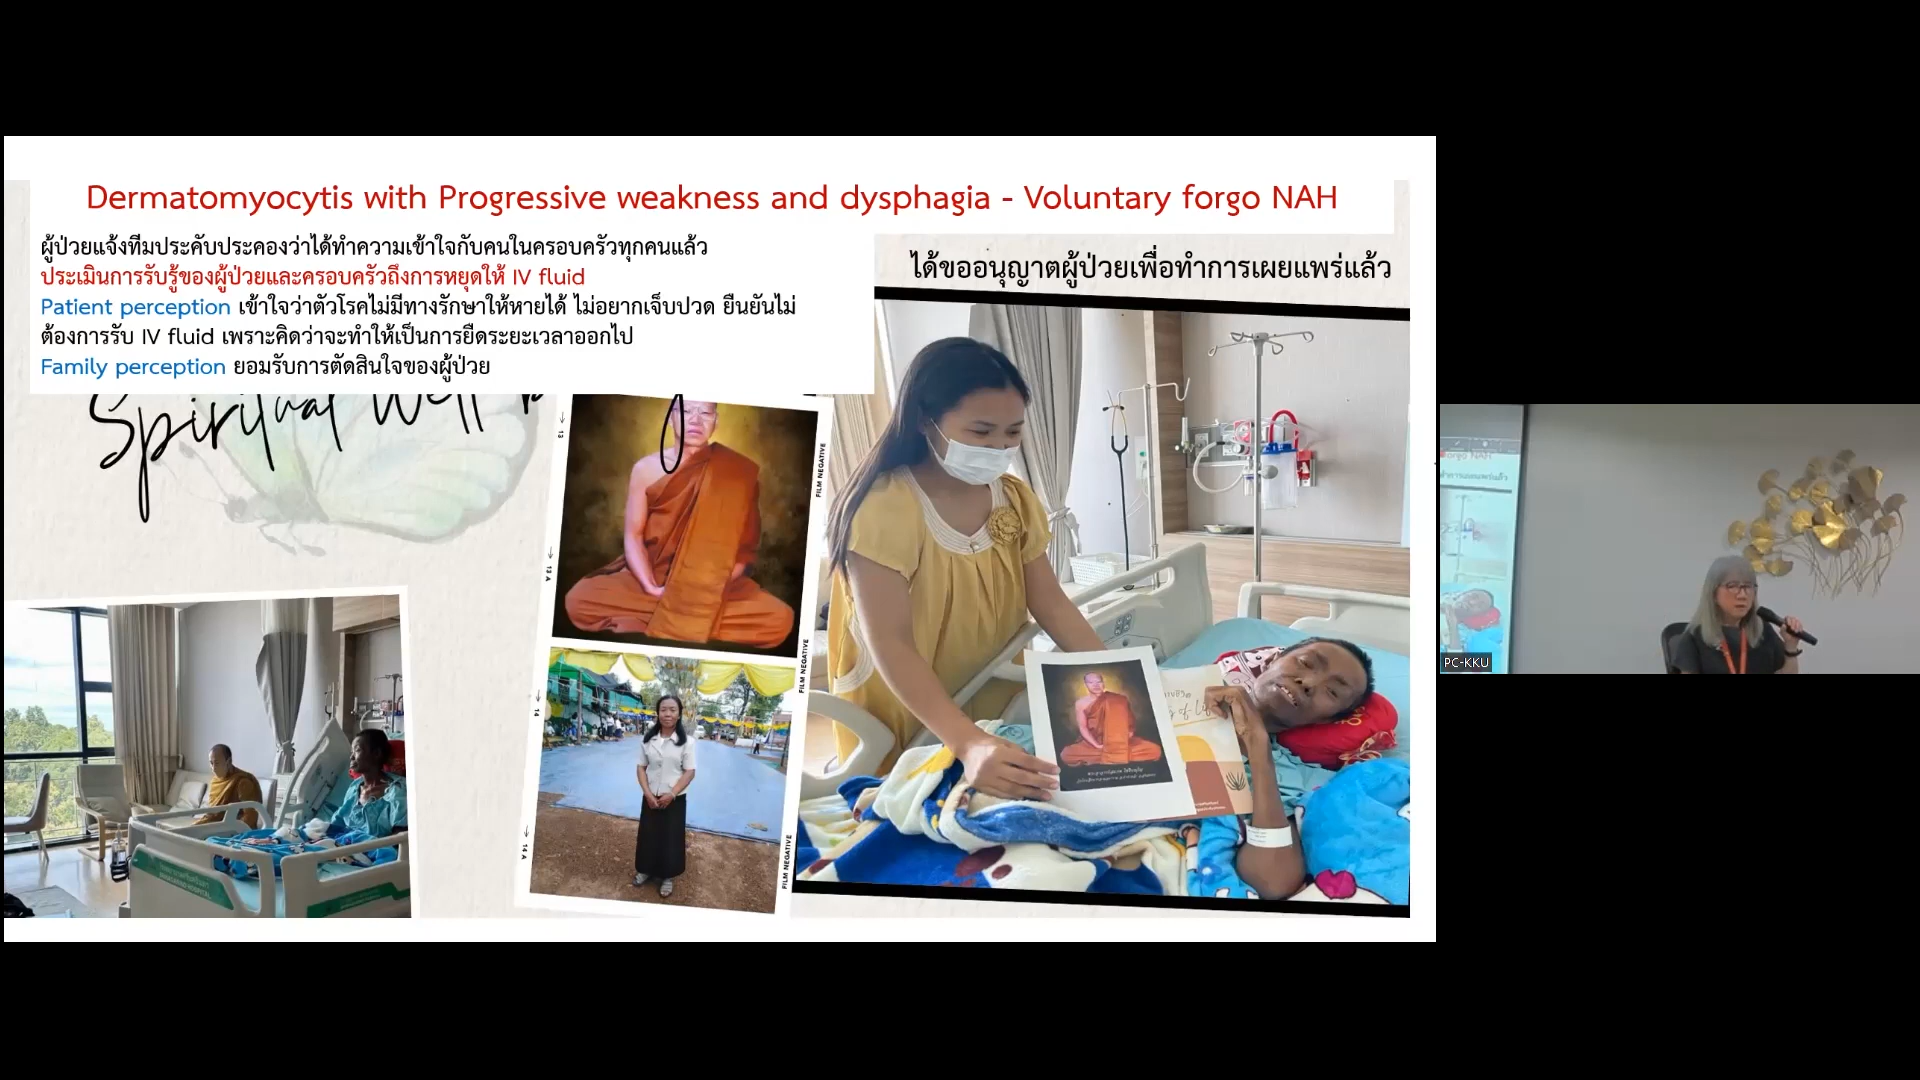 Dermatomyocytis with Progressive weakness and dysphagia - Voluntary forgo NAH
ผู้ป่วยแจ้งทีมประคับประคองว่าได้ทำความเข้าใจกับคนในครอบครัวทุกคนแล้ว
ประเมินการรับรู้ของผู้ป่วยและครอบครัวถึงการหยุดให้ IV fluid
Patient perception เข้าใจว่าตัวโรคไม่มีทางรักษาให้หายได้ ไม่อยากเจ็บปวด ยืนยันไม่
ต้องการรับ IV fluid เพราะคิดว่าจะทำให้เป็นการยืดระยะเวลาออกไป
Family perception ยอมรับการตัดสินใจของผู้ป่วย
ได้ขออนุญาตผู้ป่วยเพื่อทำการเผยแพร่แล้ว
Spiritual Well
13
FILM NEGATIVE
13 A
FILM NEGATIVE
14
14 A
FILM NEGATIVE
forgo NAH
PC-KKU